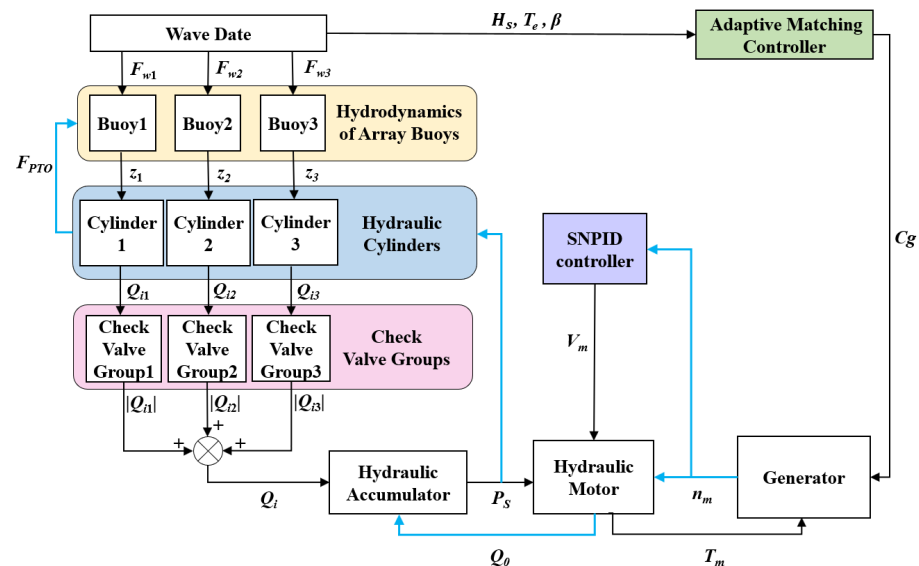 Wave Date
H_s, T_e , β
Adaptive Matching
Controller
F_w1
F_w2
F_w3
Buoy1
Buoy2
Buoy3
Hydrodynamics
of Array Buoys
F_PTO
z_1
z_2
z_3
Cylinder
1
Cylinder
2
Cylinder
3
Hydraulic
Cylinders
SNPID
controller
Cg
Q_i1
Q_i2
Q_i3
Check
Valve
Group1
Check
Valve
Group2
Check
Valve
Group3
Check
Valve Groups
V_m
|Q_i1|
|Q_i2|
|Q_i3|
+
+
+
Q_i
Hydraulic
Accumulator
P_S
Hydraulic
Motor
n_m
Generator
Q_0
T_m